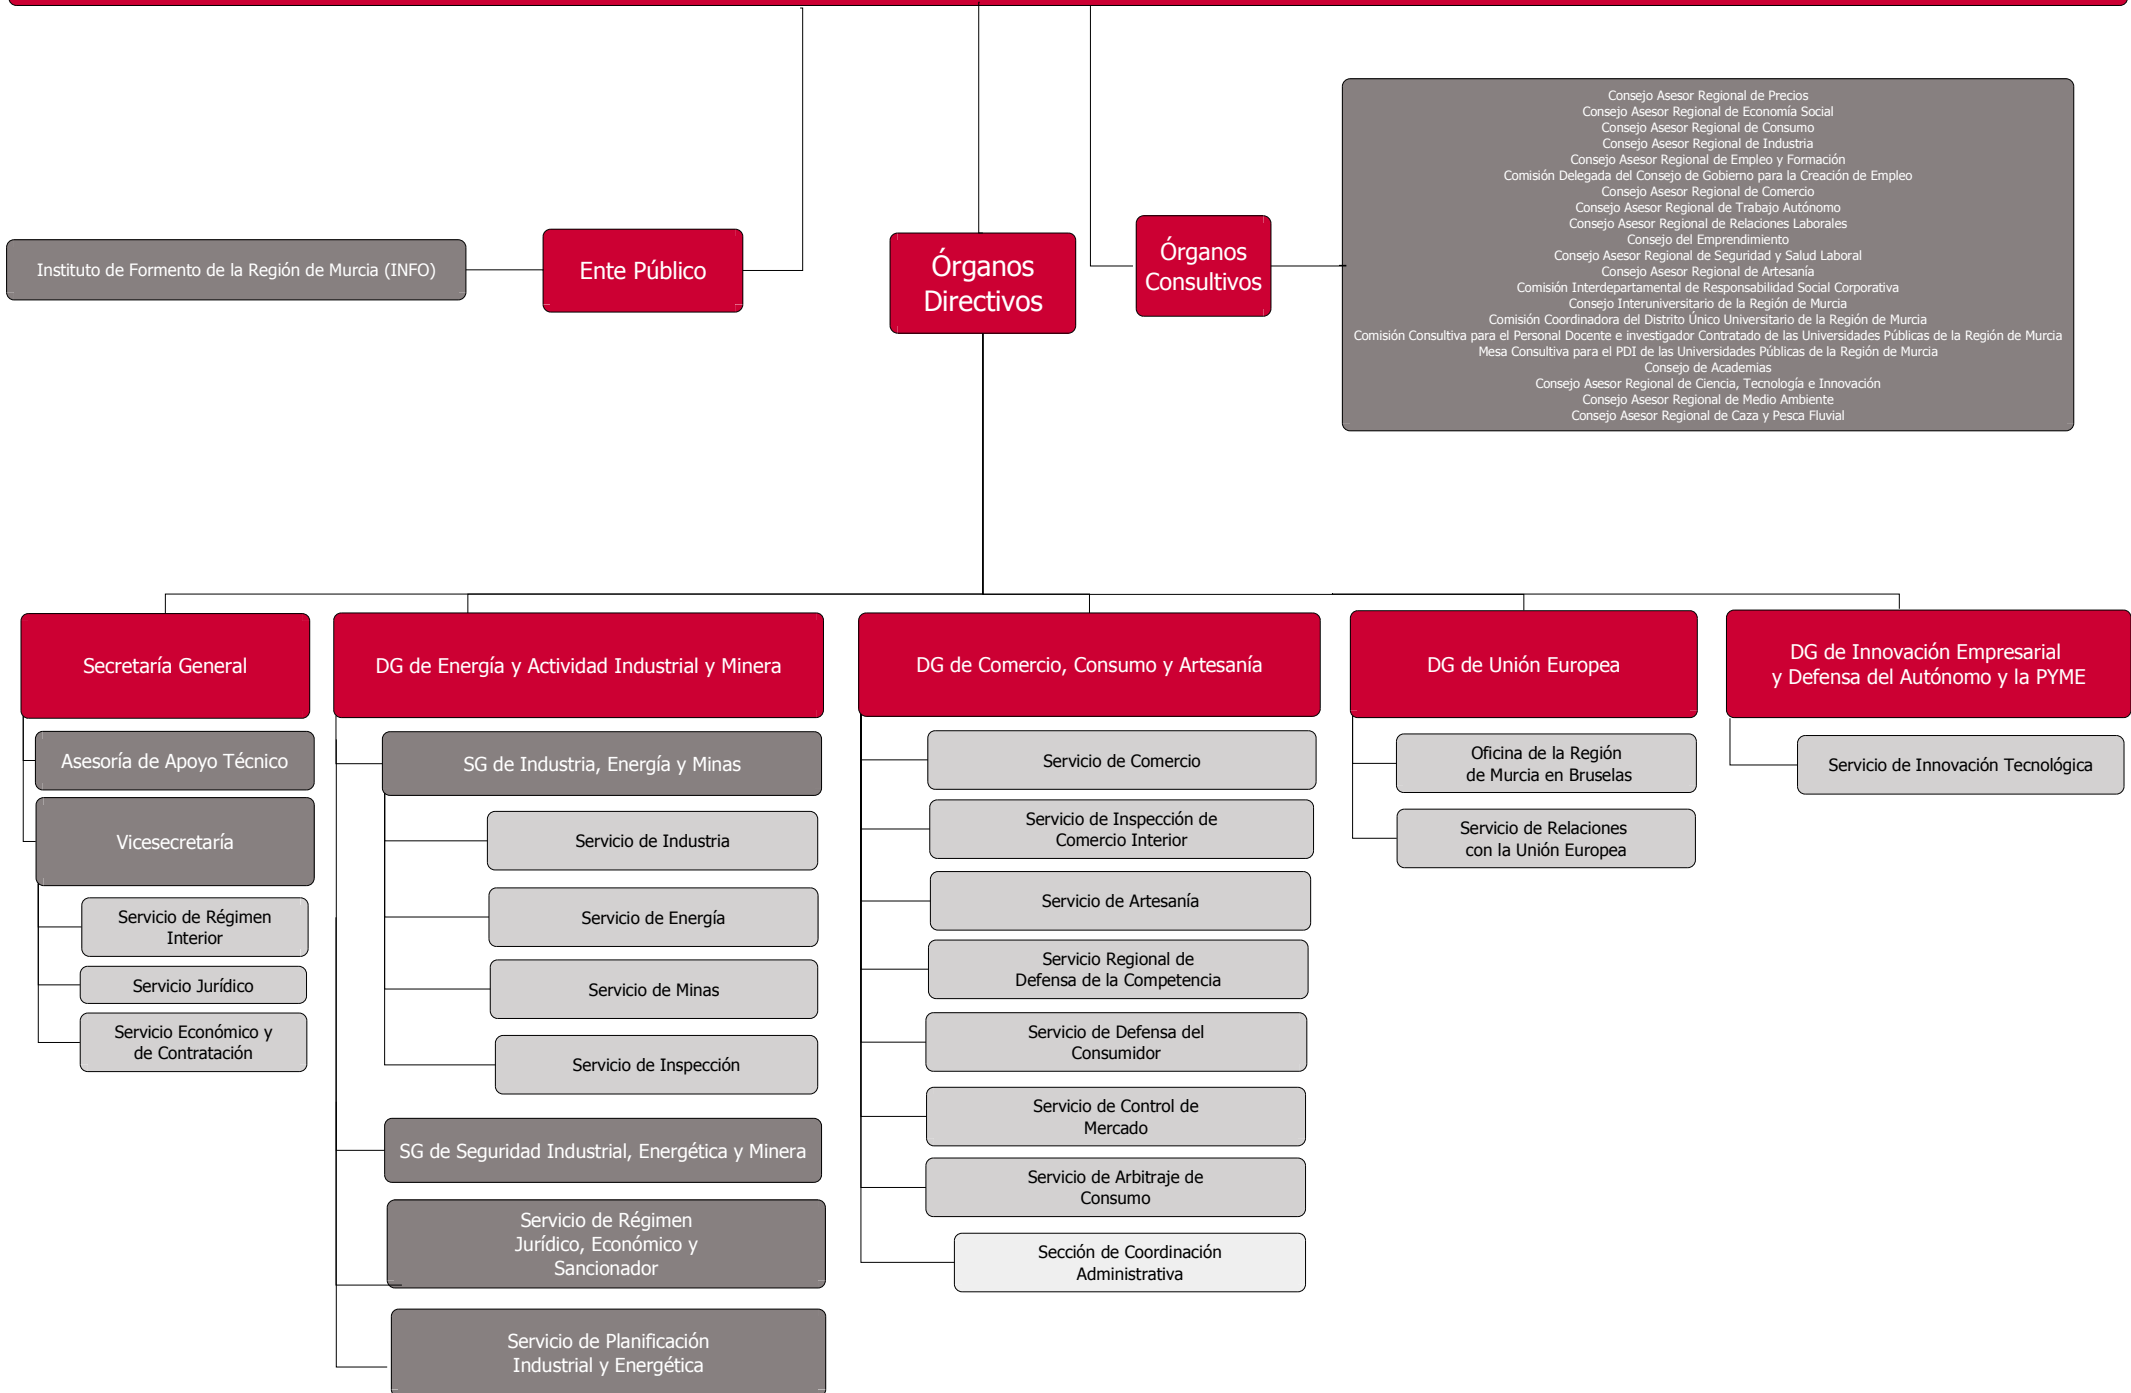 Consejo Asesor Regional de Precios
Consejo Asesor Regional de Economía Social
Consejo Asesor Regional de Consumo
Consejo Asesor Regional de Industria
Consejo Asesor Regional de Empleo y Formación
Comisión Delegada del Consejo de Gobierno para la Creación de Empleo
Consejo Asesor Regional de Comercio
Consejo Asesor Regional de Trabajo Autónomo
Consejo Asesor Regional de Relaciones Laborales
Consejo del Emprendimiento
Consejo Asesor Regional de Seguridad y Salud Laboral
Consejo Asesor Regional de Artesanía
Comisión Interdepartamental de Responsabilidad Social Corporativa
Consejo Interuniversitario de la Región de Murcia
Comisión Coordinadora del Distrito Único Universitario de la Región de Murcia
Comisión Consultiva para el Personal Docente e investigador Contratado de las Universidades Públicas de la Región de Murcia
Mesa Consultiva para el PDI de las Universidades Públicas de la Región de Murcia
Consejo de Academias
Consejo Asesor Regional de Ciencia, Tecnología e Innovación
Consejo Asesor Regional de Medio Ambiente
Consejo Asesor Regional de Caza y Pesca Fluvial
Instituto de Formento de la Región de Murcia (INFO)
Ente Público
Órganos
Directivos
Órganos
Consultivos
Secretaría General
Asesoría de Apoyo Técnico
Vicesecretaría
Servicio de Régimen
Interior
Servicio Jurídico
Servicio Económico y
de Contratación
DG de Energía y Actividad Industrial y Minera
SG de Industria, Energía y Minas
Servicio de Industria
Servicio de Energía
Servicio de Minas
Servicio de Inspección
SG de Seguridad Industrial, Energética y Minera
Servicio de Régimen
Jurídico, Económico y
Sancionador
Servicio de Planificación
Industrial y Energética
DG de Comercio, Consumo y Artesanía
Servicio de Comercio
Servicio de Inspección de
Comercio Interior
Servicio de Artesanía
Servicio Regional de
Defensa de la Competencia
Servicio de Defensa del
Consumidor
Servicio de Control de
Mercado
Servicio de Arbitraje de
Consumo
Sección de Coordinación
Administrativa
DG de Unión Europea
Oficina de la Región
de Murcia en Bruselas
Servicio de Relaciones
con la Unión Europea
DG de Innovación Empresarial
y Defensa del Autónomo y la PYME
Servicio de Innovación Tecnológica